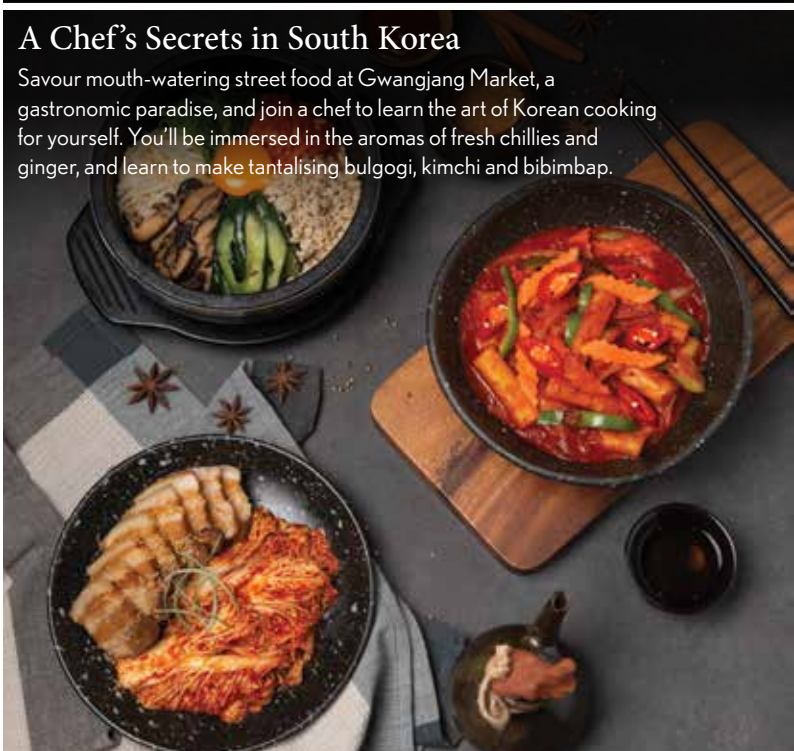 A Chef's Secrets in South Korea
Savour mouth-watering street food at Gwangjang Market, a
gastronomic paradise, and join a chef to learn the art of Korean cooking
for yourself. You'll be immersed in the aromas of fresh chillies and
ginger, and learn to make tantalising bulgogi, kimchi and bibimbap.